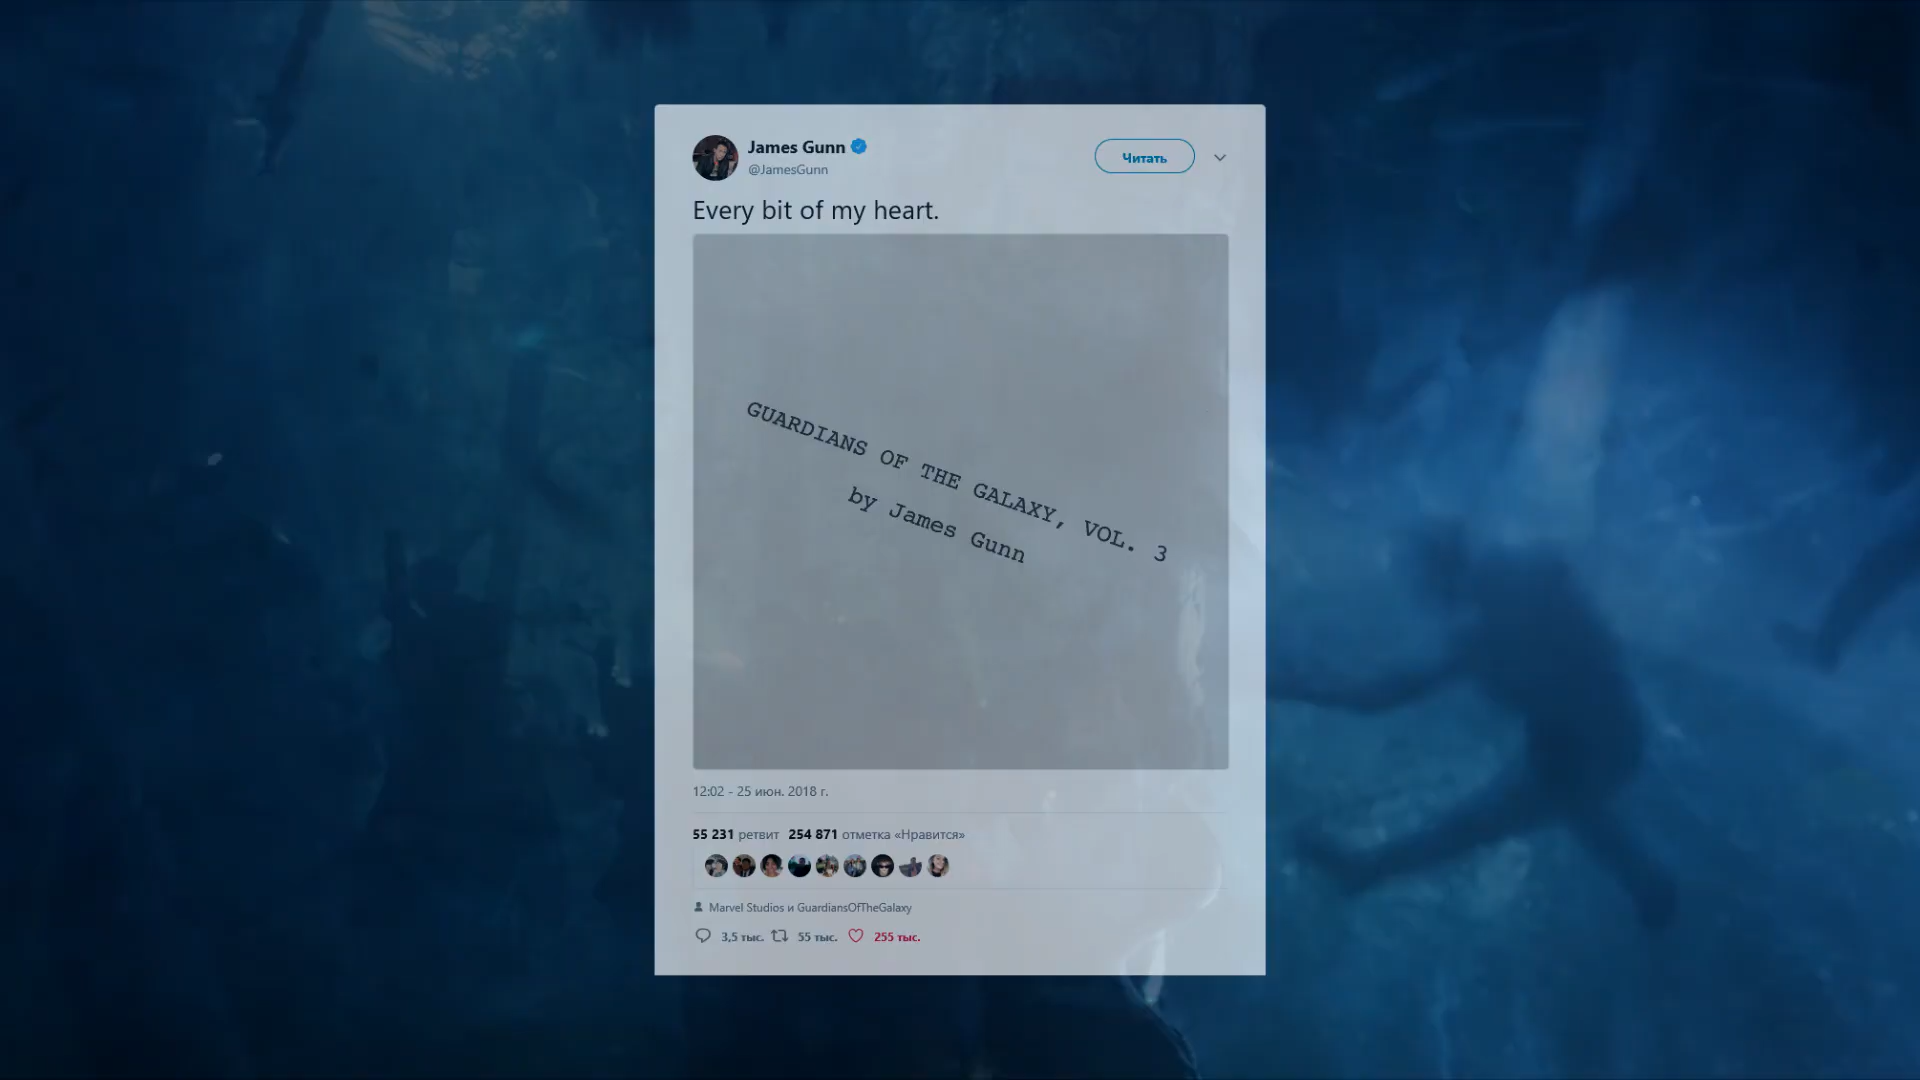 James Gunn
@JamesGunn
Читать
Every bit of my heart.
GUARDIANS OF THE GALAXY, VOL. 3
by James Gunn
12:02 - 25 июн. 2018 г.
55 231 ретвит 254 871 отметка «Нравится»
Marvel Studios и GuardiansOfTheGalaxy
3,5 тыс. 55 тыс. 255 тыс.